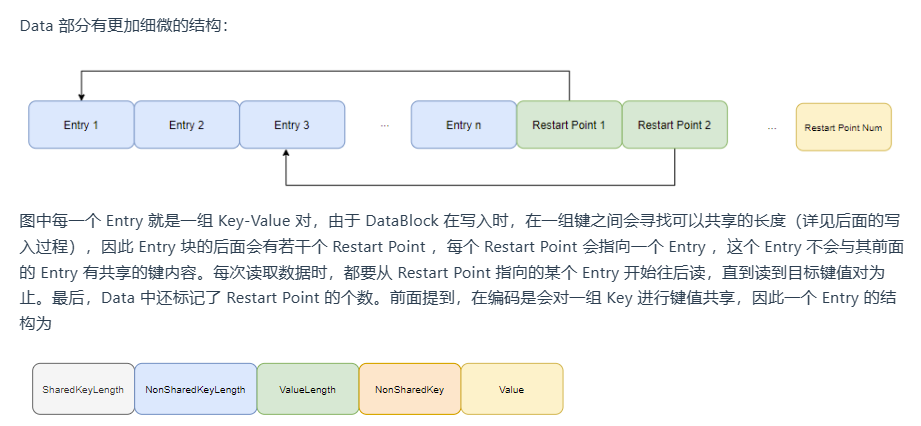 Data 部分有更加细微的结构：
Entry 1 Entry 2 Entry 3 ... Entry n Restart Point 1 Restart Point 2 ... Restart Point Num
图中每一个 Entry 就是一组 Key-Value 对，由于 DataBlock 在写入时，在一组键之间会寻找可以共享的长度（详见后面的写
入过程），因此 Entry 块的后面会有若干个 Restart Point ，每个 Restart Point 会指向一个 Entry ，这个 Entry 不会与其前面
的 Entry 有共享的键内容。每次读取数据时，都要从 Restart Point 指向的某个 Entry 开始往后读，直到读到目标键值对为
止。最后，Data 中还标记了 Restart Point 的个数。前面提到，在编码是会对一组 Key 进行键值共享，因此一个 Entry 的结
构为
SharedKeyLength NonSharedKeyLength ValueLength NonSharedKey Value